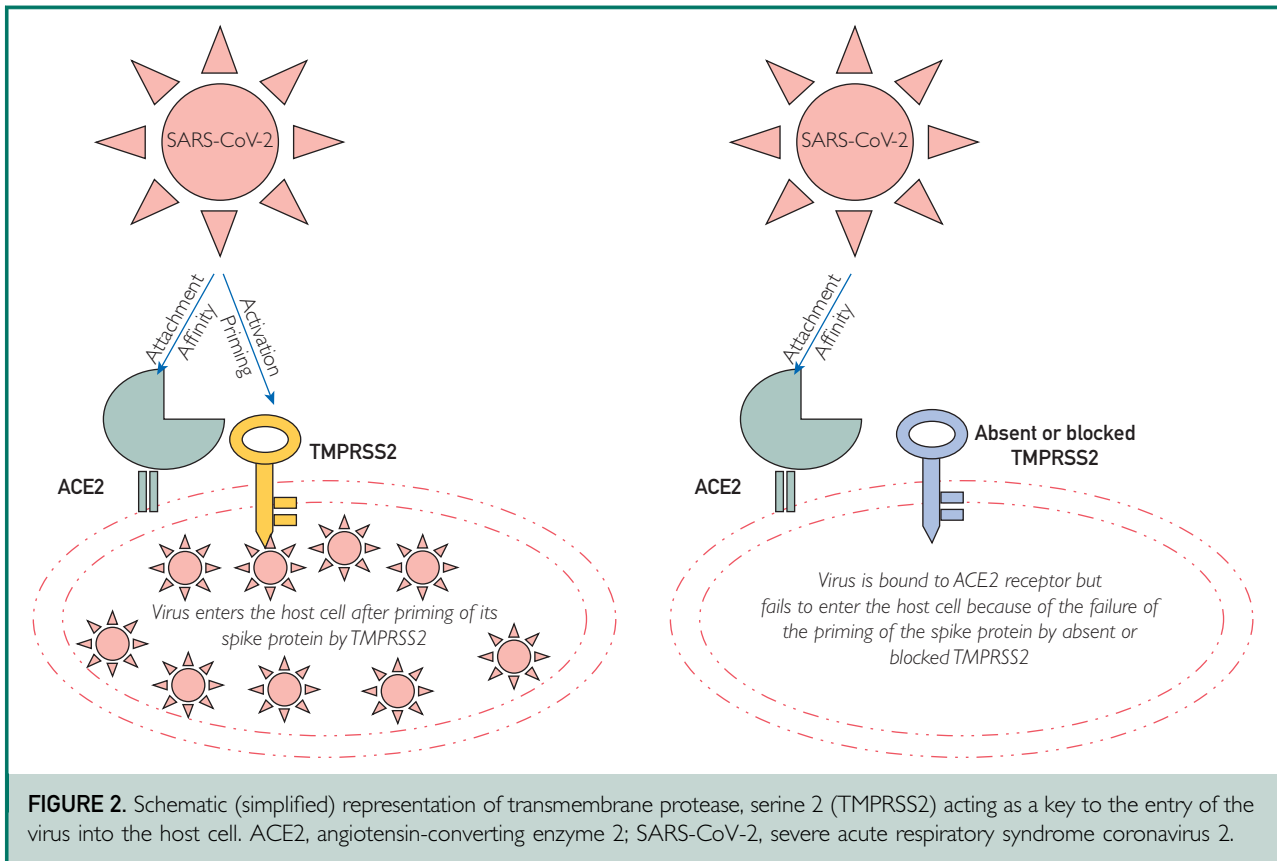 SARS-CoV-2
Attachment
Affinity
Activation
Priming
TMPRSS2
ACE2
Virus enters the host cell after priming of its
spike protein by TMPRSS2
SARS-CoV-2
Attachment
Affinity
Absent or blocked
TMPRSS2
ACE2
Virus is bound to ACE2 receptor but
fails to enter the host cell because of the failure of
the priming of the spike protein by absent or
blocked TMPRSS2
FIGURE 2. Schematic (simplified) representation of transmembrane protease, serine 2 (TMPRSS2) acting as a key to the entry of the
virus into the host cell. ACE2, angiotensin-converting enzyme 2; SARS-CoV-2, severe acute respiratory syndrome coronavirus 2.